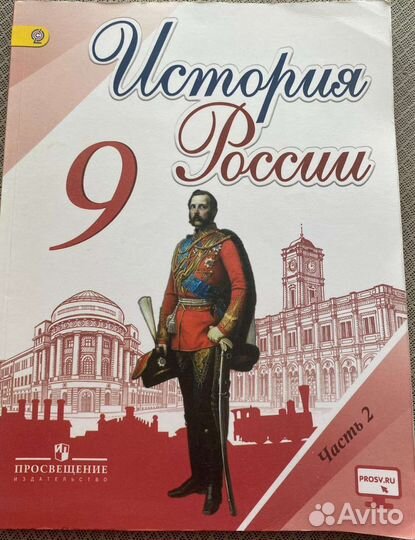 История
России
9
Часть 2
ПРОСВЕЩЕНИЕ
ИЗДАТЕЛЬСТВО
PROSV.RU
Avito